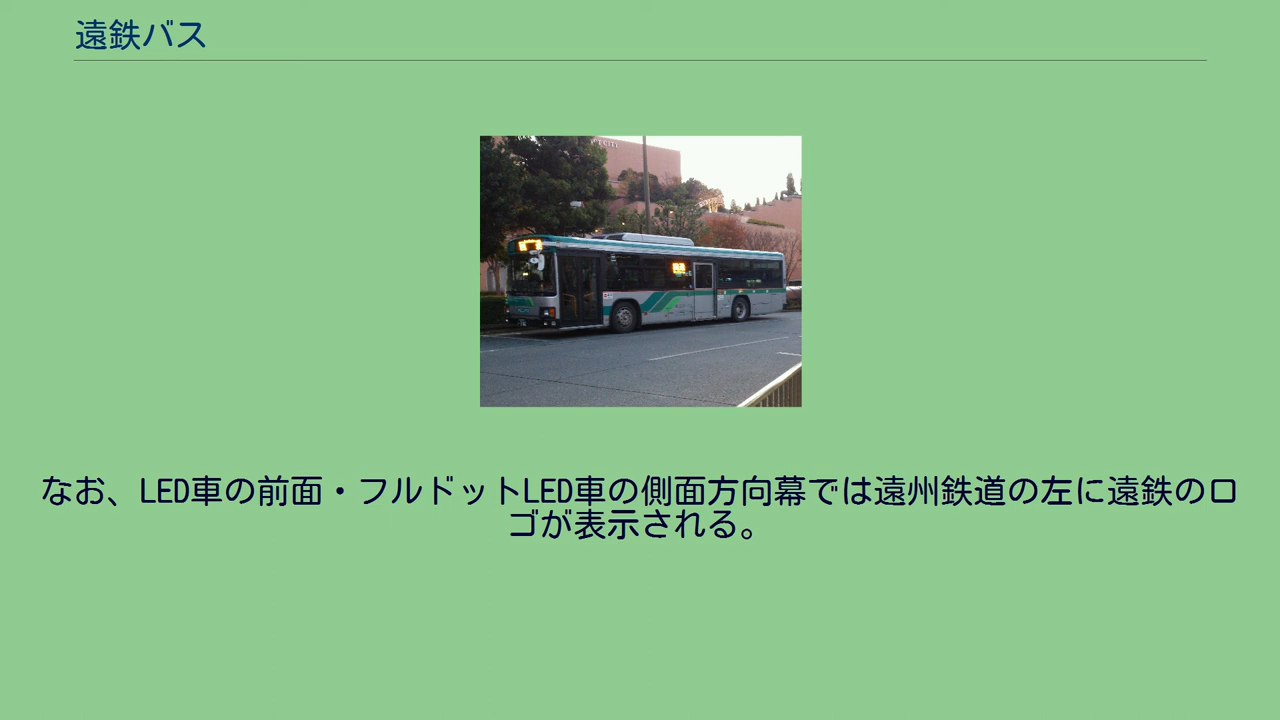 遠鉄バス
なお、LED車の前面・フルドットLED車の側面方向幕では遠州鉄道の左に遠鉄のロ
ゴが表示される。